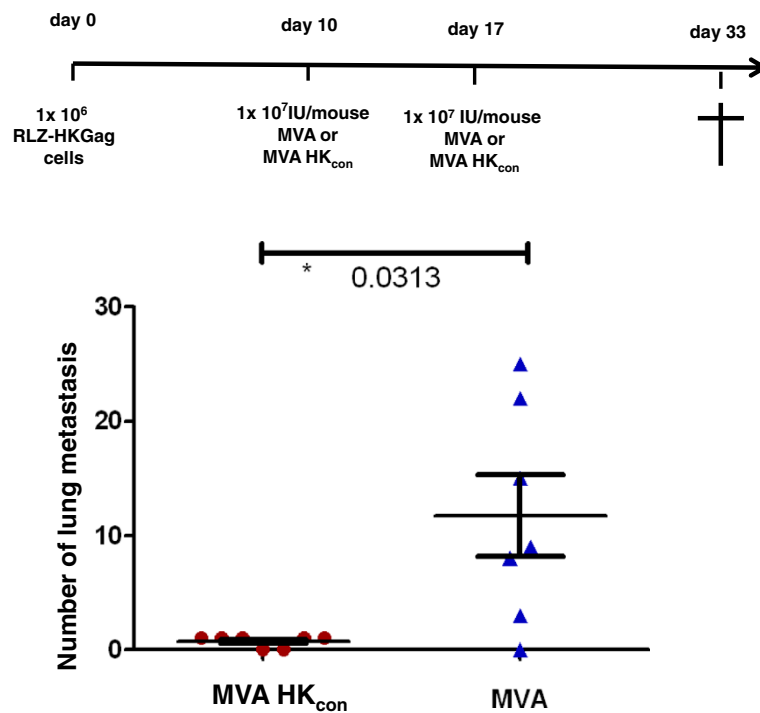 day 0
day 10
day 17
day 33
1x 10⁶
RLZ-HKGag
cells
1x 10⁷IU/mouse
MVA or
MVA HKcon
1x 10⁷ IU/mouse
MVA or
MVA HKcon
* 0.0313
Number of lung metastasis
30
20
10
0
MVA HKcon
MVA